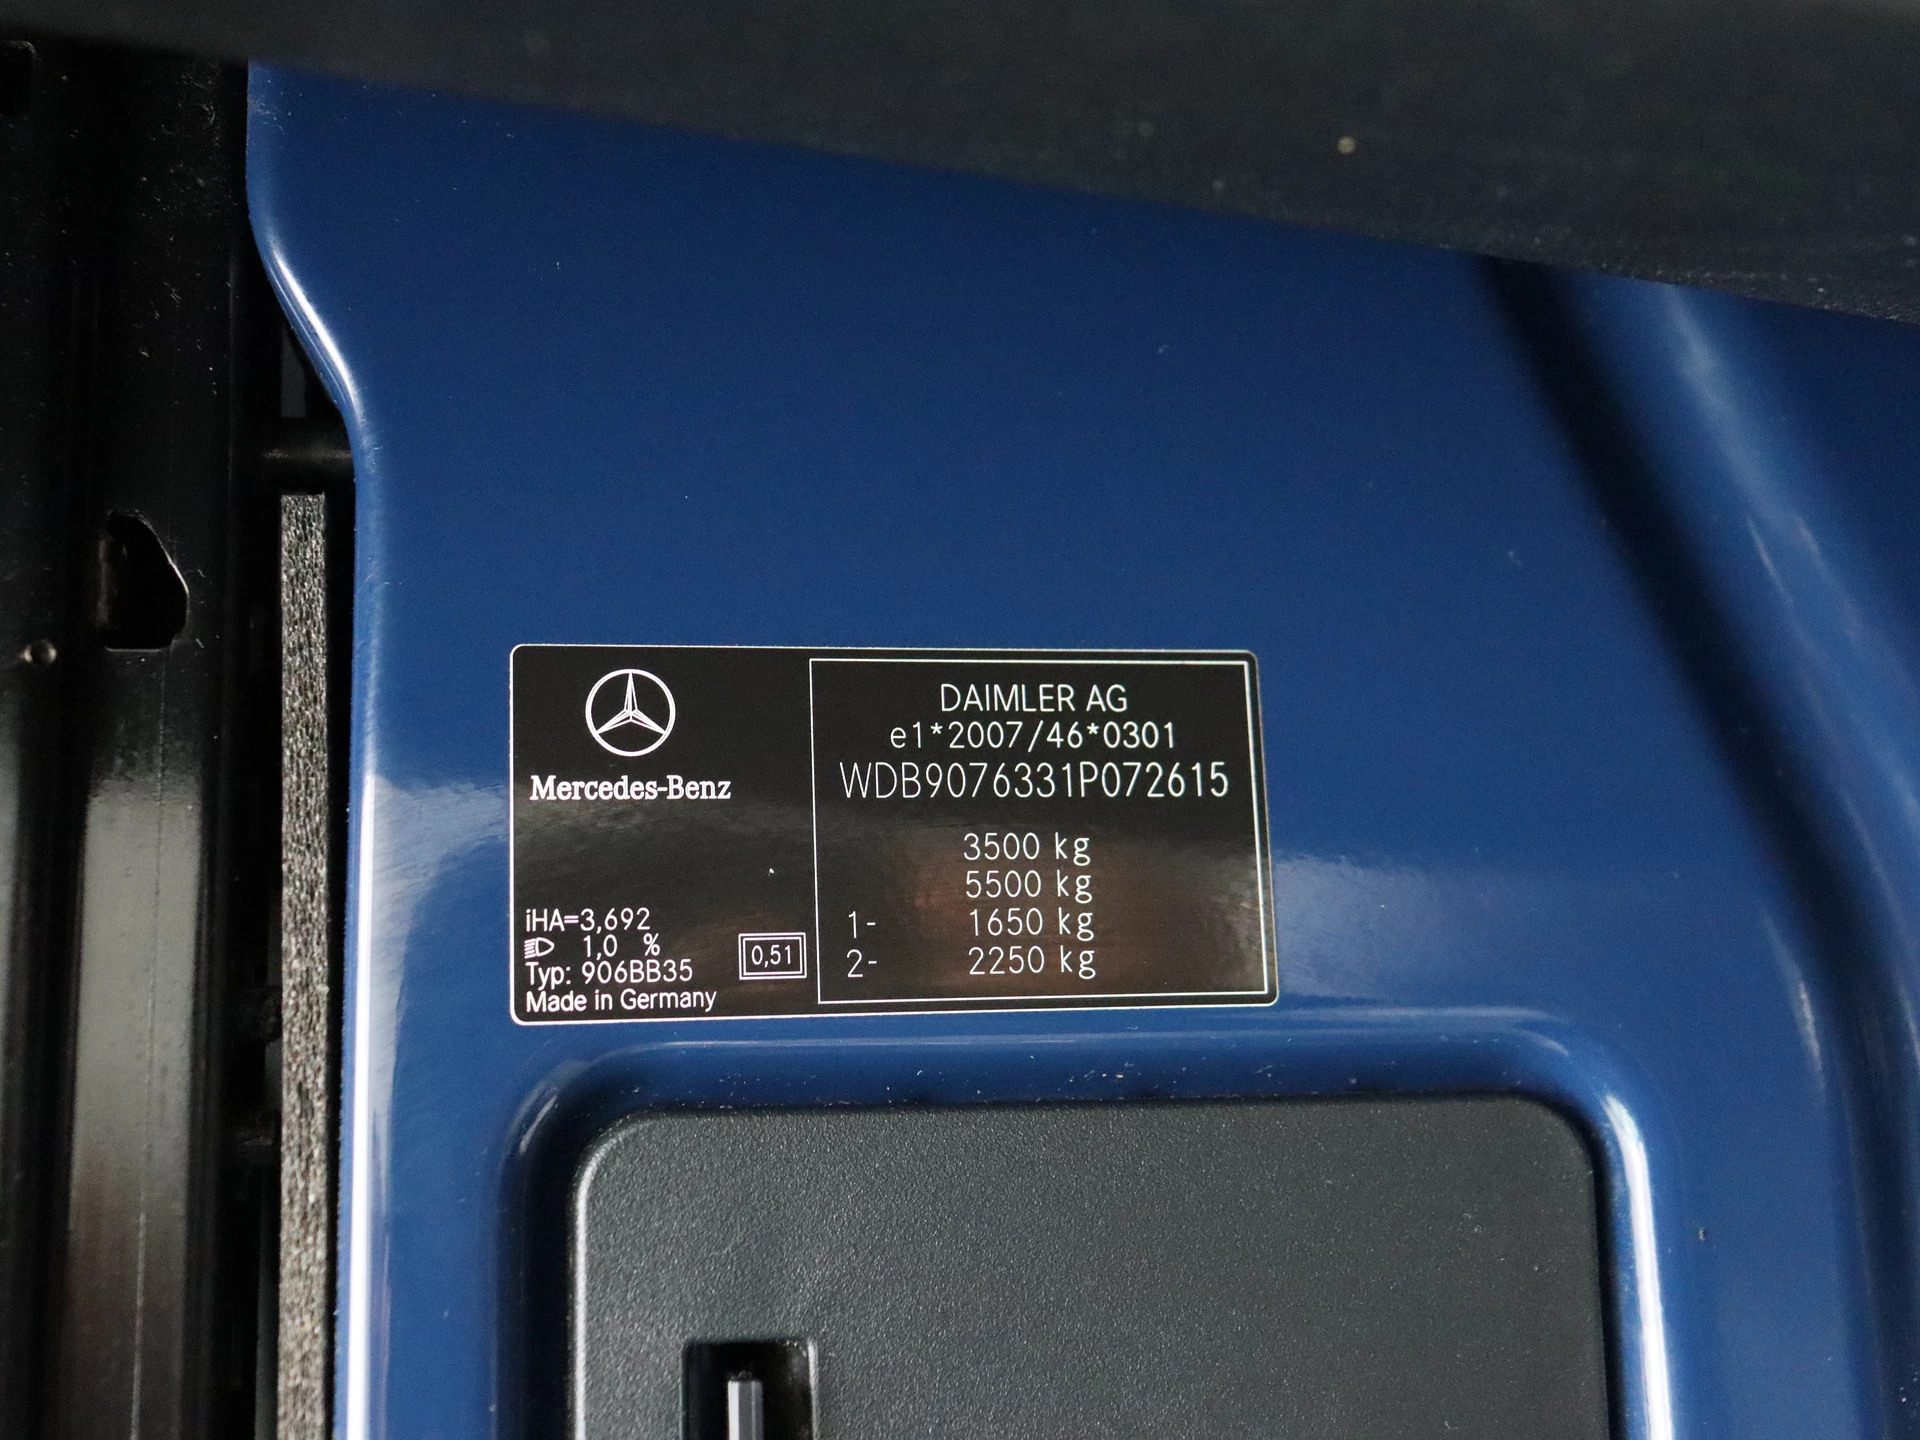 Mercedes-Benz
iHA=3,692
1,0 %
Typ: 906BB35
Made in Germany
0,51
DAIMLER AG
e1*2007/46*0301
WDB9076331P072615
3500 kg
5500 kg
1- 1650 kg
2- 2250 kg